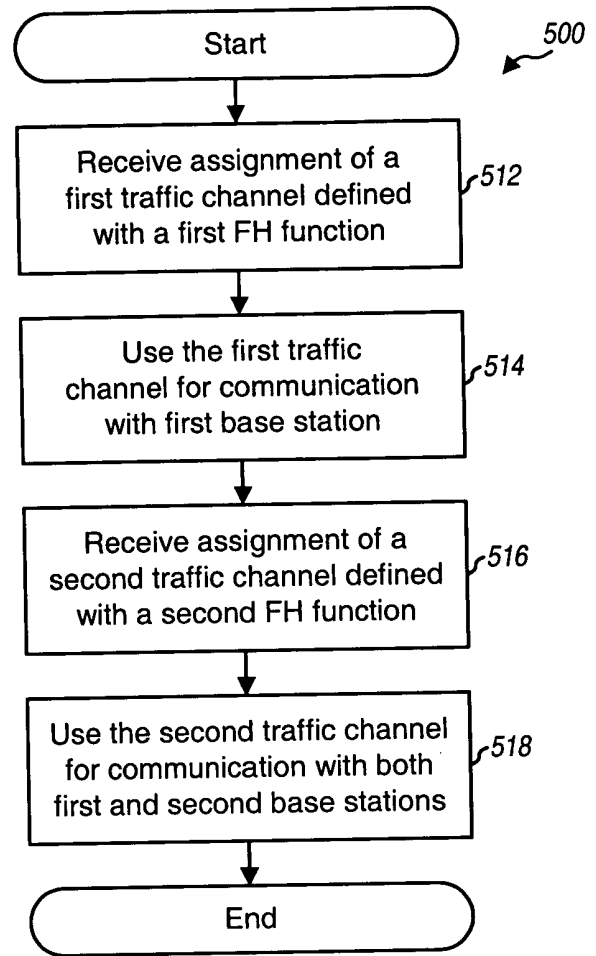 Start
500
Receive assignment of a
first traffic channel defined
with a first FH function
512
Use the first traffic
channel for communication
with first base station
514
Receive assignment of a
second traffic channel defined
with a second FH function
516
Use the second traffic channel
for communication with both
first and second base stations
518
End